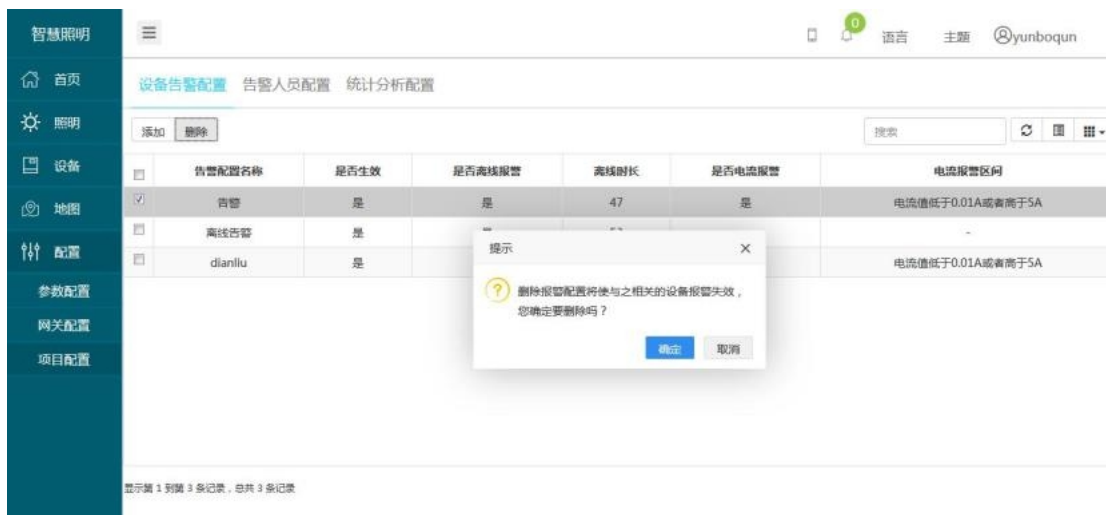 智慧照明
0
语言
主题
yunboqun
首页
设备告警配置
告警人员配置
统计分析配置
照明
添加
删除
搜索
设备
告警配置名称
是否生效
是否离线报警
离线时长
是否电流报警
电流报警区间
地图
告警
是
是
47
是
电流值低于0.01A或者高于5A
离线告警
是
-
配置
dianliu
是
电流值低于0.01A或者高于5A
提示
删除报警配置将使与之相关的设备报警失效,
您确定要删除吗?
确定
取消
参数配置
网关配置
项目配置
显示第 1 到第 3 条记录,总共 3 条记录